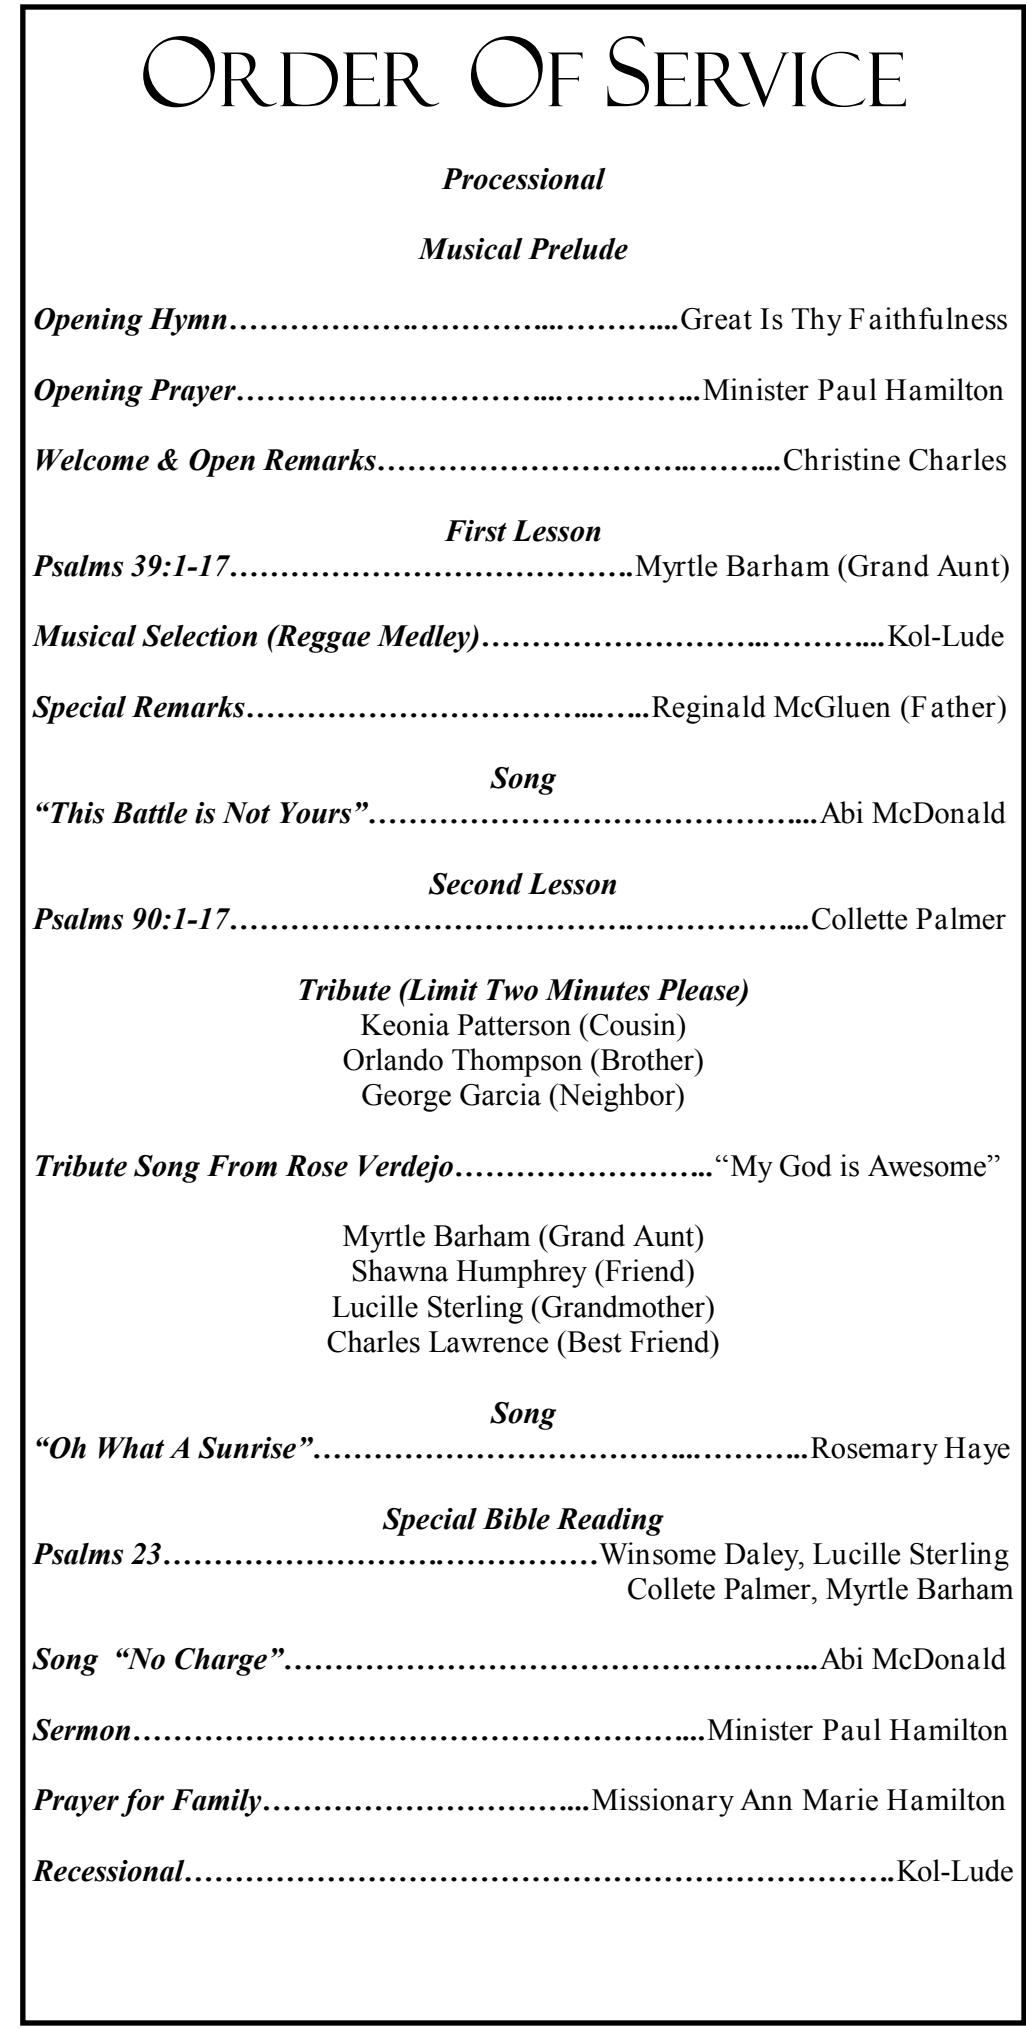 Order Of Service
Processional
Musical Prelude
Opening Hymn……………….…………...………...Great Is Thy Faithfulness
Opening Prayer…………………………...…………..Minister Paul Hamilton
Welcome & Open Remarks………………………….……...Christine Charles
First Lesson
Psalms 39:1-17………………………………….Myrtle Barham (Grand Aunt)
Musical Selection (Reggae Medley)……………………….………...Kol-Lude
Special Remarks……………………………...…...Reginald McGluen (Father)
Song
“This Battle is Not Yours”……………………………………...Abi McDonald
Second Lesson
Psalms 90:1-17………………………………….……………...Collette Palmer
Tribute (Limit Two Minutes Please)
Keonia Patterson (Cousin)
Orlando Thompson (Brother)
George Garcia (Neighbor)
Tribute Song From Rose Verdejo……………………..“My God is Awesome”
Myrtle Barham (Grand Aunt)
Shawna Humphrey (Friend)
Lucille Sterling (Grandmother)
Charles Lawrence (Best Friend)
Song
“Oh What A Sunrise”………………………………...………..Rosemary Haye
Special Bible Reading
Psalms 23……………………….……………Winsome Daley, Lucille Sterling
Collete Palmer, Myrtle Barham
Song “No Charge”……………………………………………..Abi McDonald
Sermon………………………………………………...Minister Paul Hamilton
Prayer for Family…………………………...Missionary Ann Marie Hamilton
Recessional…………………………………………………………….Kol-Lude